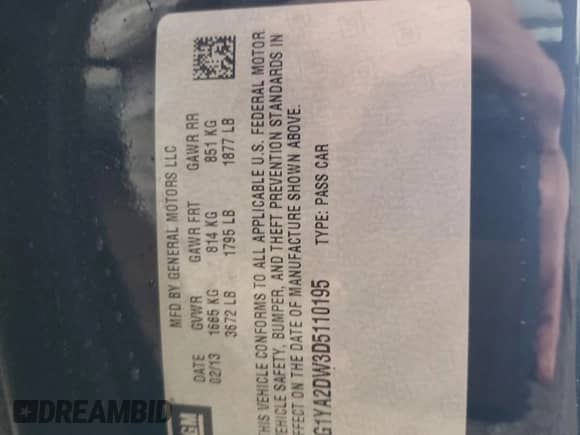 GM
MFD BY GENERAL MOTORS LLC
DATE GVWR GAWR FRT GAWR RR
02/13 1665 KG 814 KG 851 KG
3672 LB 1795 LB 1877 LB
THIS VEHICLE CONFORMS TO ALL APPLICABLE U.S. FEDERAL MOTOR
VEHICLE SAFETY, BUMPER, AND THEFT PREVENTION STANDARDS IN
EFFECT ON THE DATE OF MANUFACTURE SHOWN ABOVE.
G1YA2DW3D5110195 TYPE: PASS CAR
DREAMBID